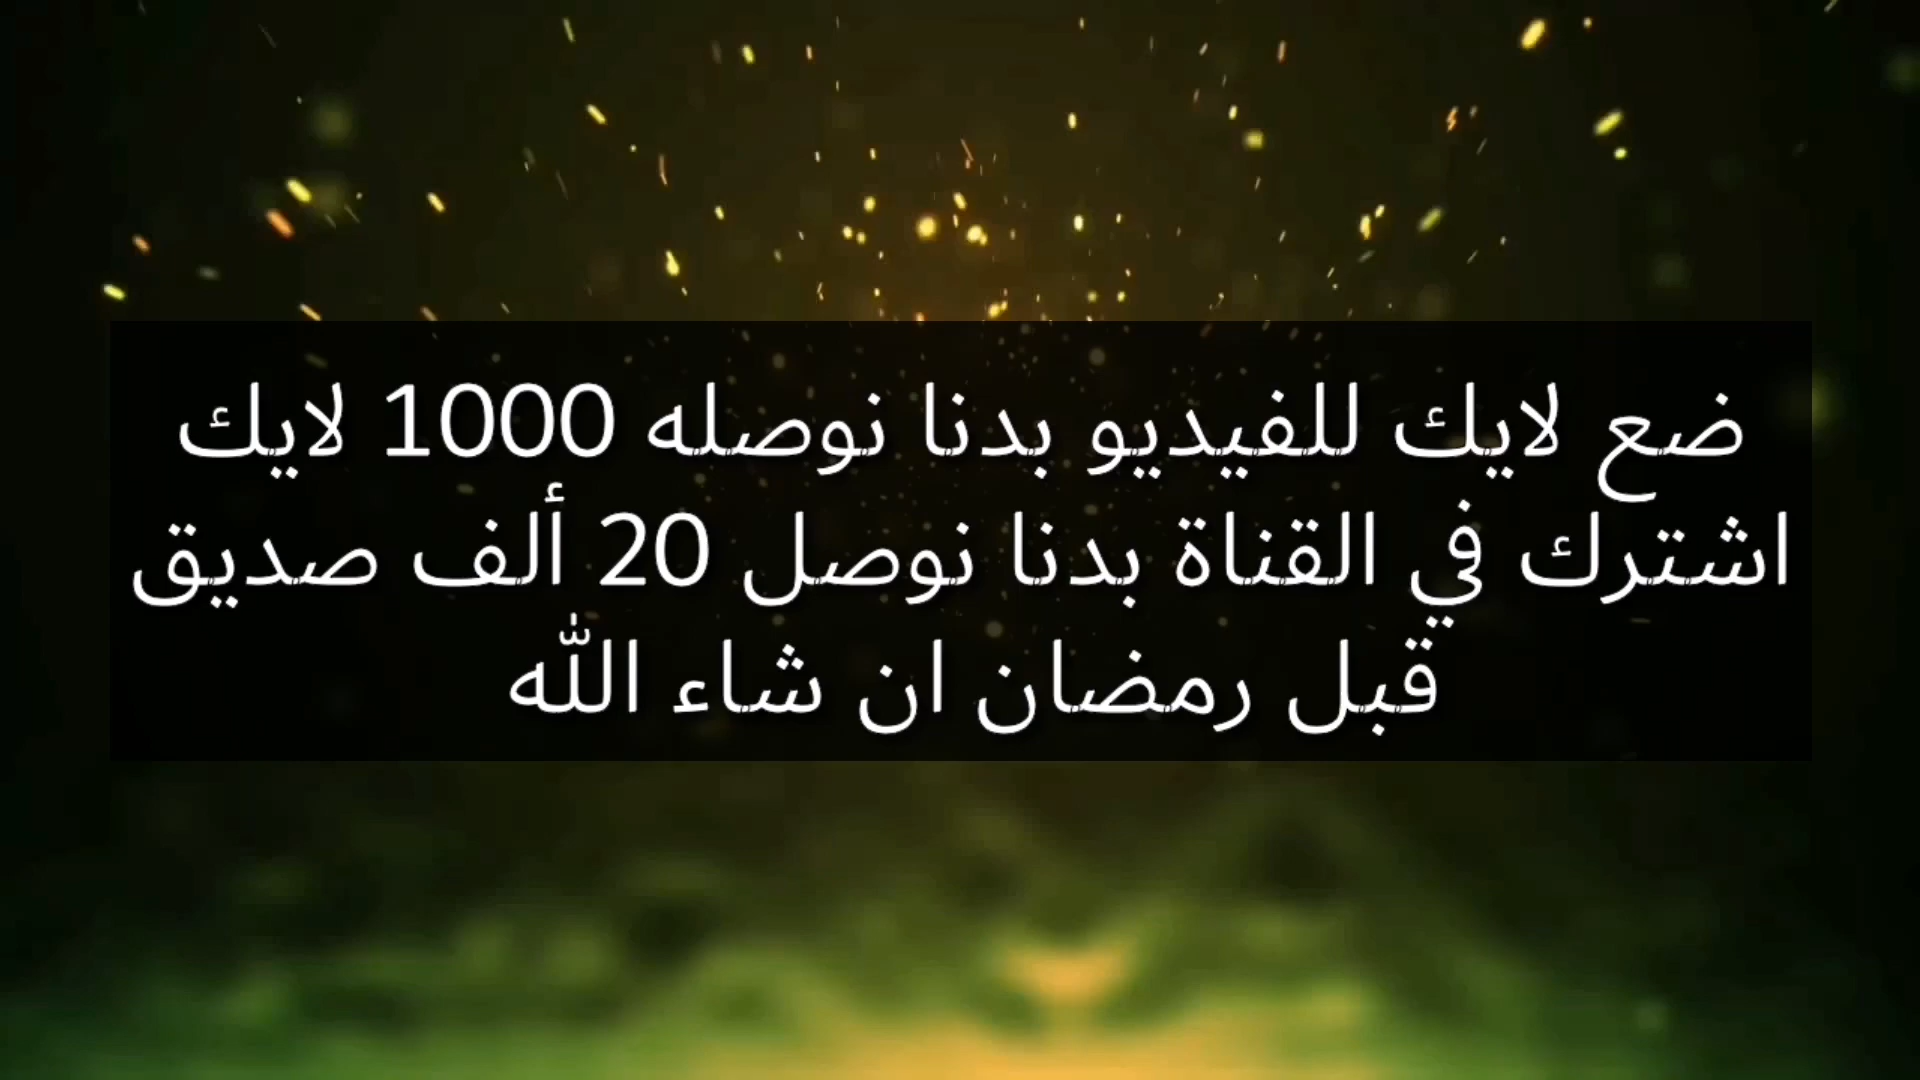 ضع لايك للفيديو بدنا نوصله 1000 لايك
اشترك في القناة بدنا نوصل 20 ألف صديق
قبل رمضان ان شاء الله